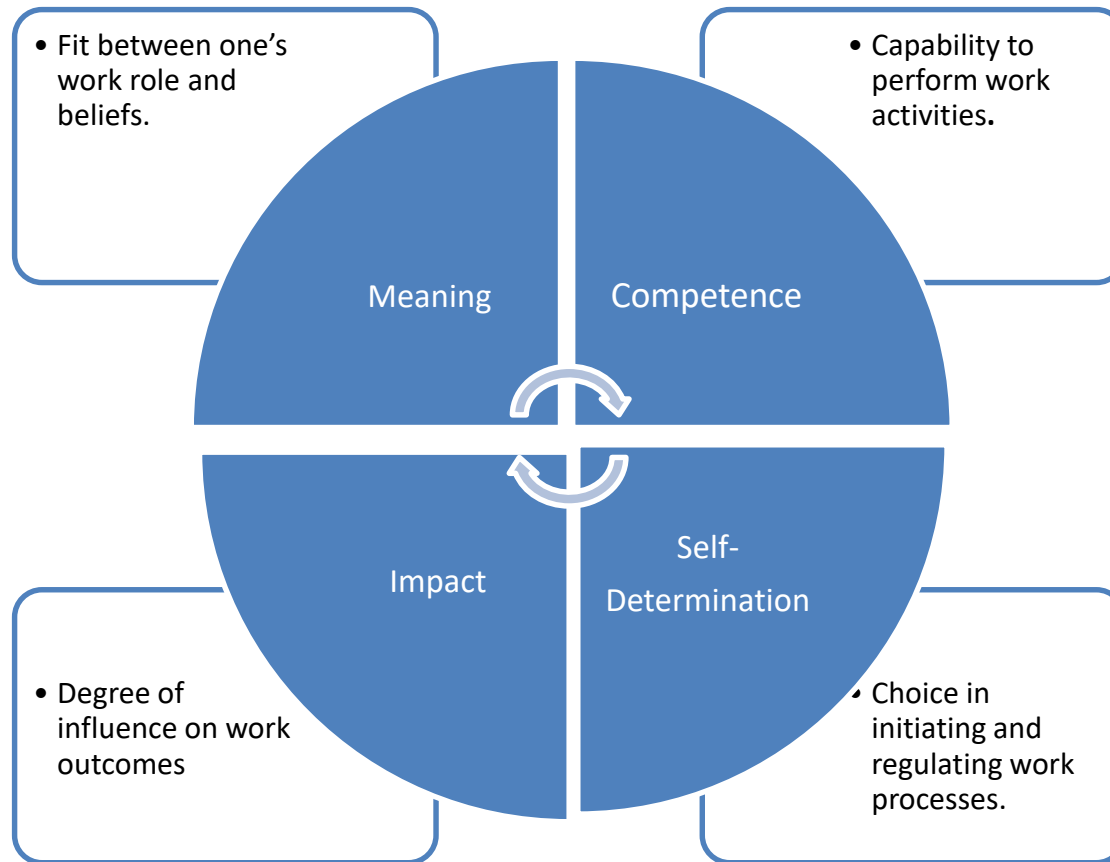 • Fit between one’s
work role and
beliefs.
• Capability to
perform work
activities.
Meaning
Competence
Impact
Self-
Determination
• Degree of
influence on work
outcomes
• Choice in
initiating and
regulating work
processes.